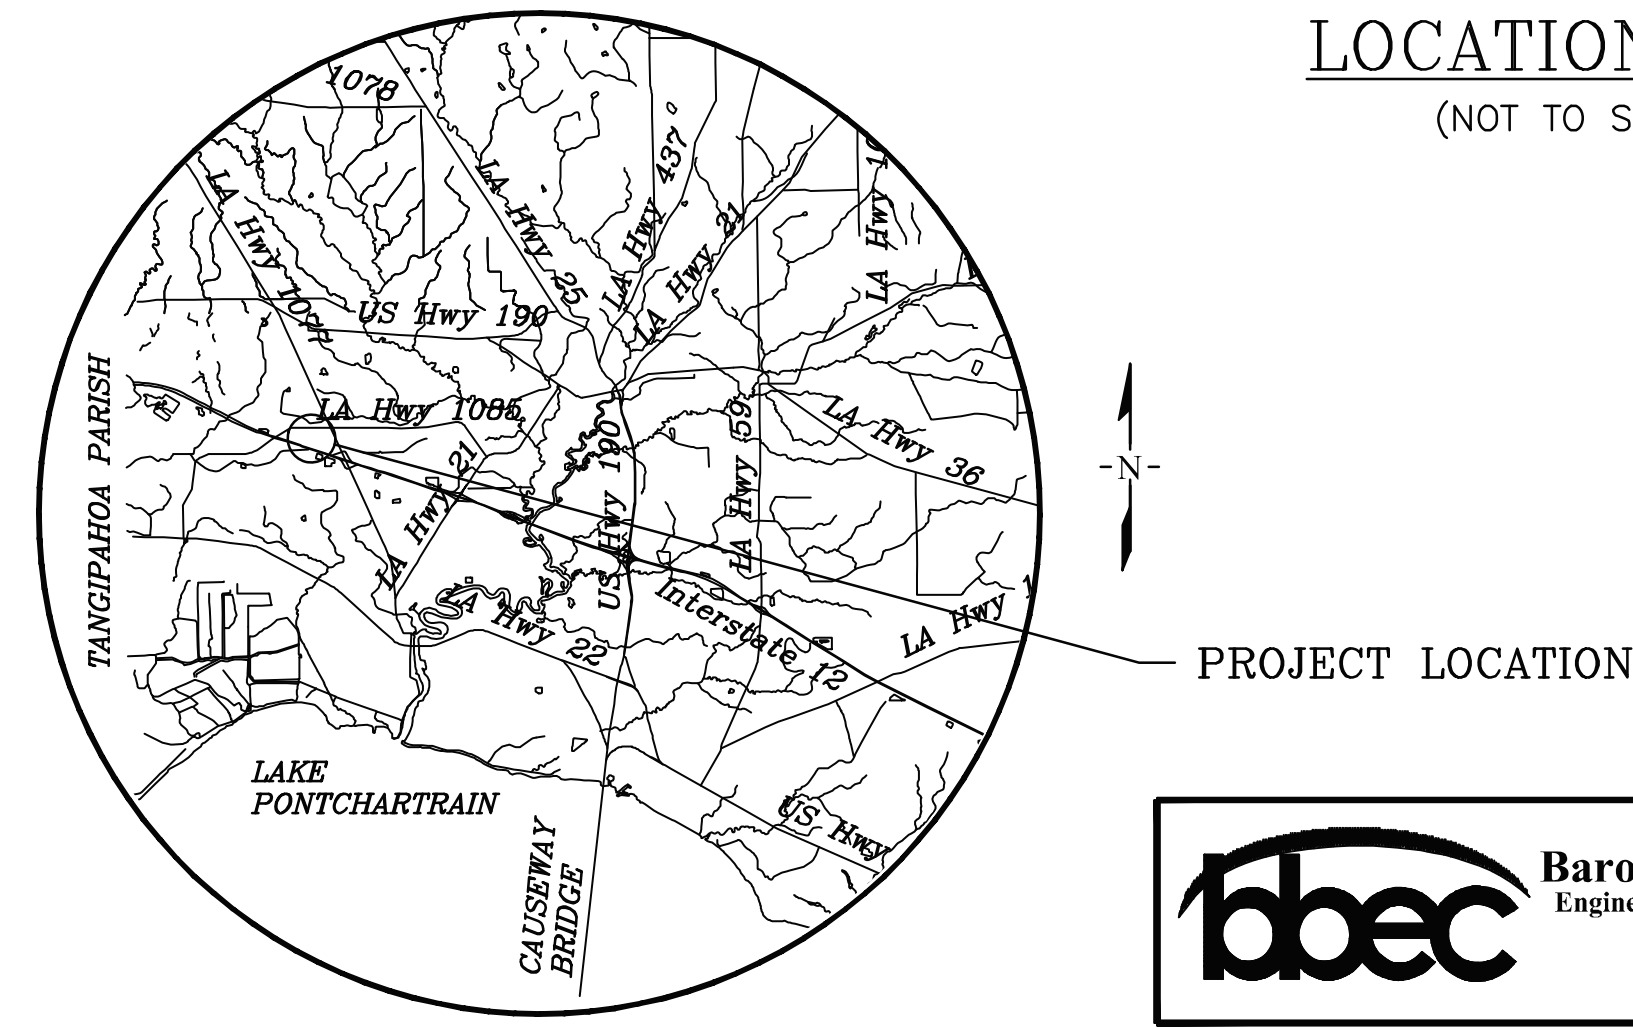 LOCATION
(NOT TO S
1078
LA Hwy 1077
LA Hwy 25
LA Hwy 437
LA Hwy 21
LA Hwy 10
US Hwy 190
LA Hwy 1085
LA Hwy 21
US Hwy 190
LA Hwy 59
LA Hwy 36
TANGIPAHOA PARISH
-N-
LA Hwy 22
Interstate 12
LA Hwy 1
PROJECT LOCATION
LAKE
PONTCHARTRAIN
US Hwy
CAUSEWAY
BRIDGE
bbec
Baro
Engine